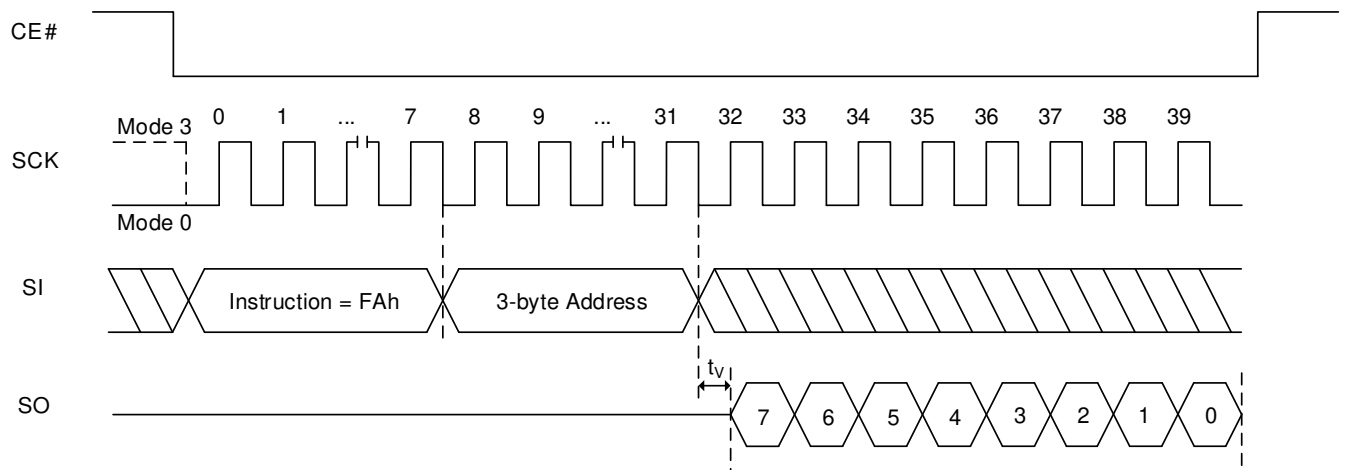 CE#
Mode 3 0 1 ... 7 8 9 ... 31 32 33 34 35 36 37 38 39
SCK
Mode 0
SI Instruction = FAh 3-byte Address
tV
SO 7 6 5 4 3 2 1 0